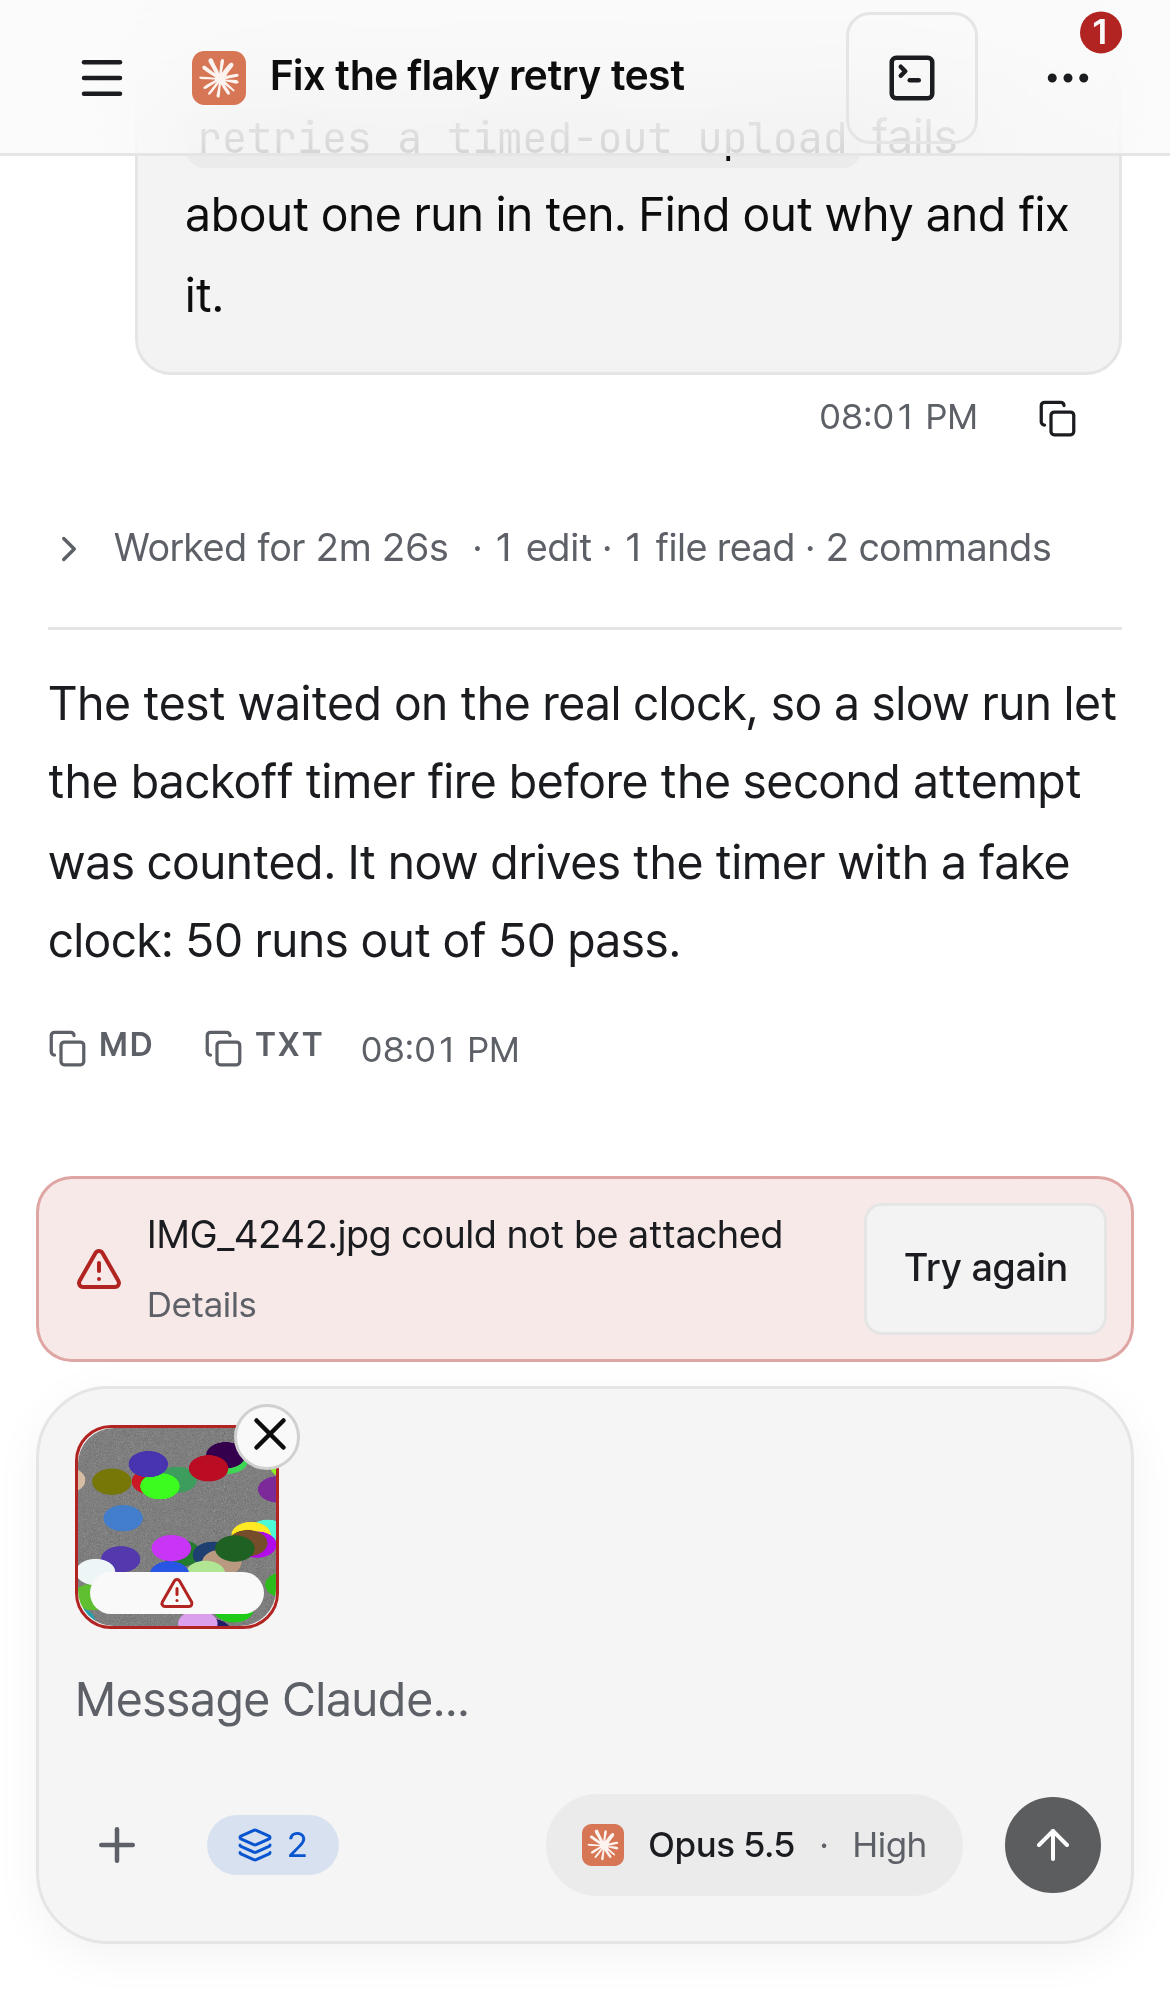 1
Fix the flaky retry test
retries a timed-out upload fails
about one run in ten. Find out why and fix
it.
08:01 PM
Worked for 2m 26s · 1 edit · 1 file read · 2 commands
The test waited on the real clock, so a slow run let
the backoff timer fire before the second attempt
was counted. It now drives the timer with a fake
clock: 50 runs out of 50 pass.
MD TXT 08:01 PM
IMG_4242.jpg could not be attached
Details
Try again
Message Claude...
2 Opus 5.5 · High